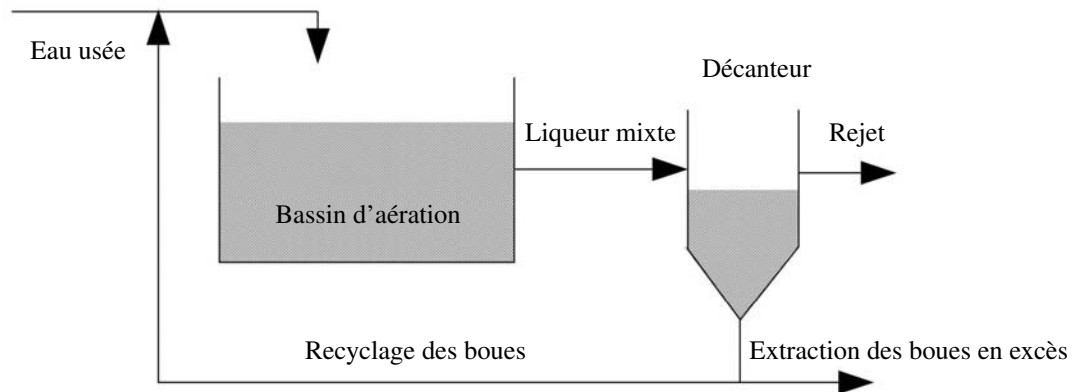 Eau usée
Décanteur
Liqueur mixte
Rejet
Bassin d'aération
Recyclage des boues
Extraction des boues en excès